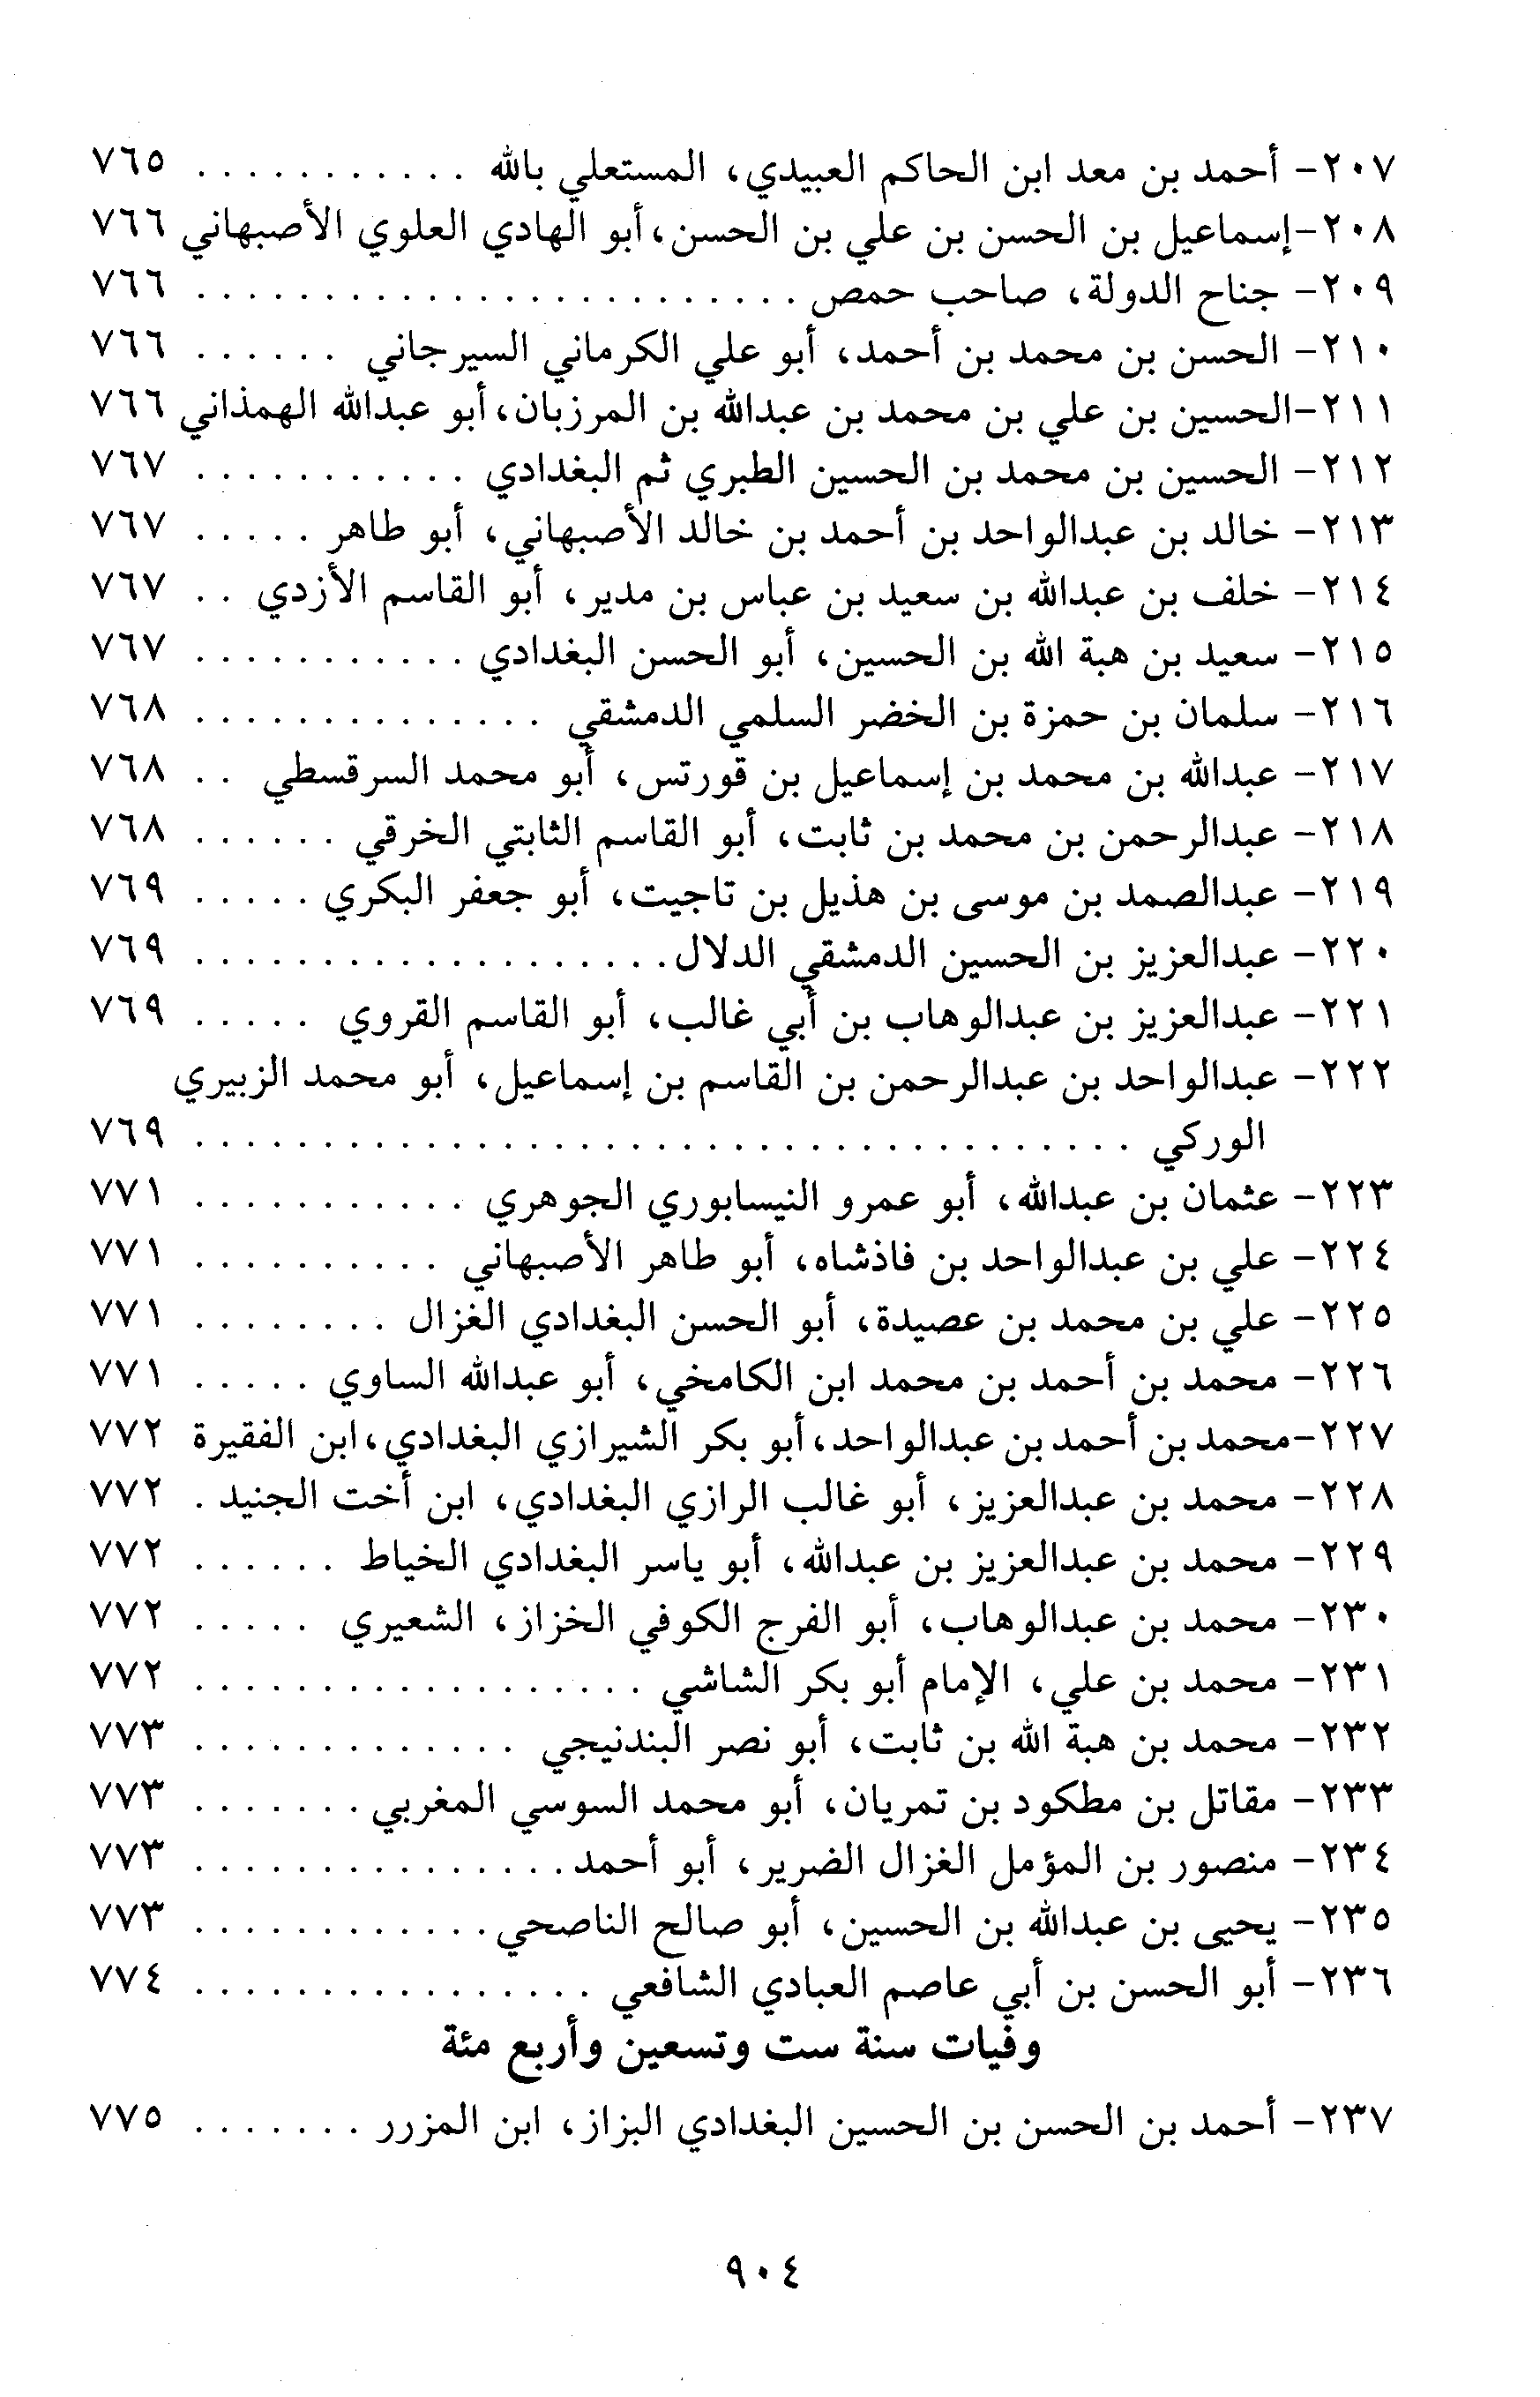 ٢٠٧- أحمد بن معد ابن الحاكم العبيدي، المستعلي بالله . . . . . . . . . . . ٧٦٥
٢٠٨-إسماعيل بن الحسن بن علي بن الحسن،أبو الهادي العلوي الأصبهاني ٧٦٦
٢٠٩- جناح الدولة، صاحب حمص . . . . . . . . . . . . . . . . . . . . . . . . ٧٦٦
٢١٠- الحسن بن محمد بن أحمد، أبو علي الكرماني السيرجاني . . . . . . ٧٦٦
٢١١-الحسين بن علي بن محمد بن عبدالله بن المرزبان،أبو عبدالله الهمذاني ٧٦٦
٢١٢- الحسين بن محمد بن الحسين الطبري ثم البغدادي . . . . . . . . . . . ٧٦٧
٢١٣- خالد بن عبدالواحد بن أحمد بن خالد الأصبهاني، أبو طاهر . . . . . ٧٦٧
٢١٤- خلف بن عبدالله بن سعيد بن عباس بن مدير، أبو القاسم الأزدي . . ٧٦٧
٢١٥- سعيد بن هبة الله بن الحسين، أبو الحسن البغدادي . . . . . . . . . . . ٧٦٧
٢١٦- سلمان بن حمزة بن الخضر السلمي الدمشقي . . . . . . . . . . . . . . ٧٦٨
٢١٧- عبدالله بن محمد بن إسماعيل بن قورتس، أبو محمد السرقسطي . . ٧٦٨
٢١٨- عبدالرحمن بن محمد بن ثابت، أبو القاسم الثابتي الخرقي . . . . . . ٧٦٨
٢١٩- عبدالصمد بن موسى بن هذيل بن تاجيت، أبو جعفر البكري . . . . . ٧٦٩
٢٢٠- عبدالعزيز بن الحسين الدمشقي الدلال. . . . . . . . . . . . . . . . . . . ٧٦٩
٢٢١- عبدالعزيز بن عبدالوهاب بن أبي غالب، أبو القاسم القروي . . . . . ٧٦٩
٢٢٢- عبدالواحد بن عبدالرحمن بن القاسم بن إسماعيل، أبو محمد الزبيري
الوركي . . . . . . . . . . . . . . . . . . . . . . . . . . . . . . . . . . . . . ٧٦٩
٢٢٣- عثمان بن عبدالله، أبو عمرو النيسابوري الجوهري . . . . . . . . . . . ٧٧١
٢٢٤- علي بن عبدالواحد بن فاذشاه، أبو طاهر الأصبهاني . . . . . . . . . . ٧٧١
٢٢٥- علي بن محمد بن عصيدة، أبو الحسن البغدادي الغزال . . . . . . . . ٧٧١
٢٢٦- محمد بن أحمد بن محمد ابن الكامخي، أبو عبدالله الساوي . . . . . ٧٧١
٢٢٧-محمد بن أحمد بن عبدالواحد،أبو بكر الشيرازي البغدادي،ابن الفقيرة ٧٧٢
٢٢٨- محمد بن عبدالعزيز، أبو غالب الرازي البغدادي، ابن أخت الجنيد . ٧٧٢
٢٢٩- محمد بن عبدالعزيز بن عبدالله، أبو ياسر البغدادي الخياط . . . . . . ٧٧٢
٢٣٠- محمد بن عبدالوهاب، أبو الفرج الكوفي الخزاز، الشعيري . . . . . ٧٧٢
٢٣١- محمد بن علي، الإمام أبو بكر الشاشي . . . . . . . . . . . . . . . . . . ٧٧٢
٢٣٢- محمد بن هبة الله بن ثابت، أبو نصر البندنيجي . . . . . . . . . . . . . ٧٧٣
٢٣٣- مقاتل بن مطكود بن تمريان، أبو محمد السوسي المغربي . . . . . . . ٧٧٣
٢٣٤- منصور بن المؤمل الغزال الضرير، أبو أحمد. . . . . . . . . . . . . . . ٧٧٣
٢٣٥- يحيى بن عبدالله بن الحسين، أبو صالح الناصحي. . . . . . . . . . . . ٧٧٣
٢٣٦- أبو الحسن بن أبي عاصم العبادي الشافعي . . . . . . . . . . . . . . . . ٧٧٤
وفيات سنة ست وتسعين وأربع مئة
٢٣٧- أحمد بن الحسن بن الحسين البغدادي البزاز، ابن المزرر . . . . . . . ٧٧٥
٩٠٤